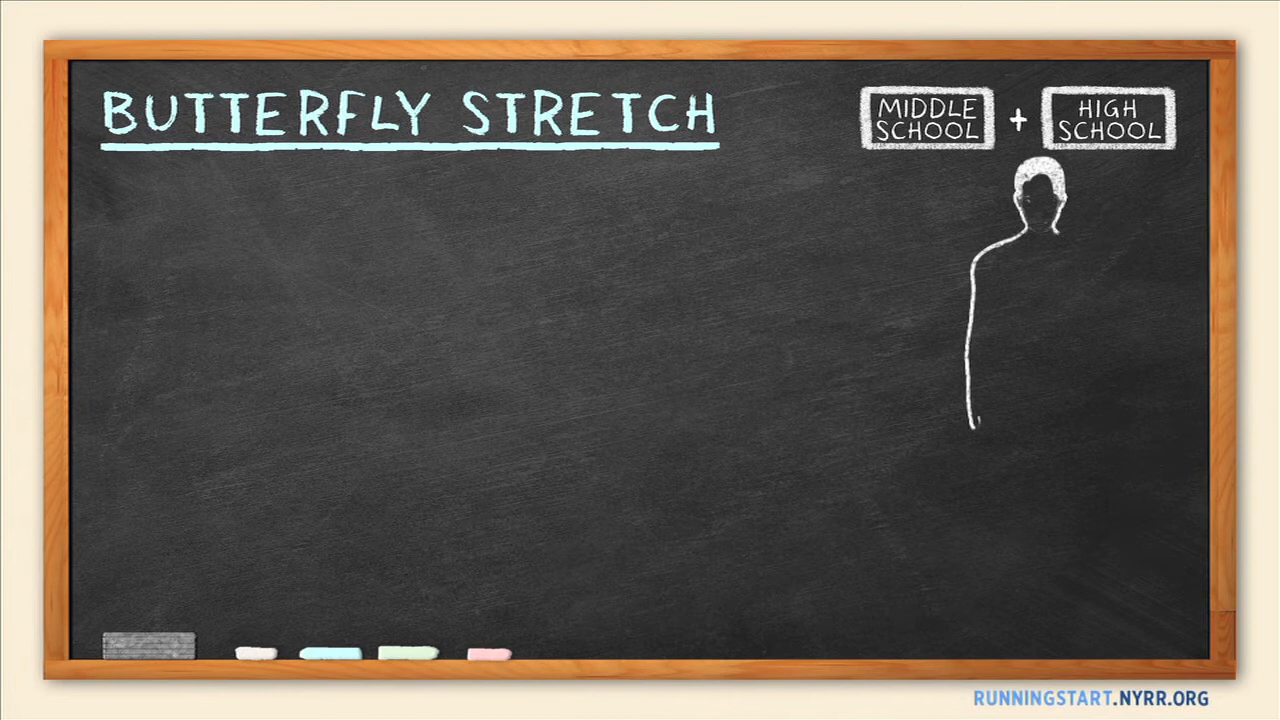 BUTTERFLY STRETCH
MIDDLE
SCHOOL
+
HIGH
SCHOOL
RUNNINGSTART.NYRR.ORG